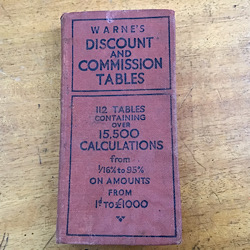 WARNE'S
DISCOUNT
AND
COMMISSION
TABLES
112 TABLES
CONTAINING
OVER
15,500
CALCULATIONS
from
1/16% to 95%
ON AMOUNTS
FROM
1d TO £1000